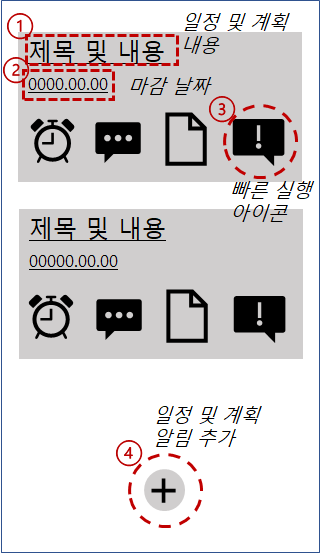 ① 일정 및 계획
제목 및 내용 내용
② 0000.00.00 마감 날짜
③
빠른 실행
아이콘
제목 및 내용
00000.00.00
일정 및 계획
알림 추가
④